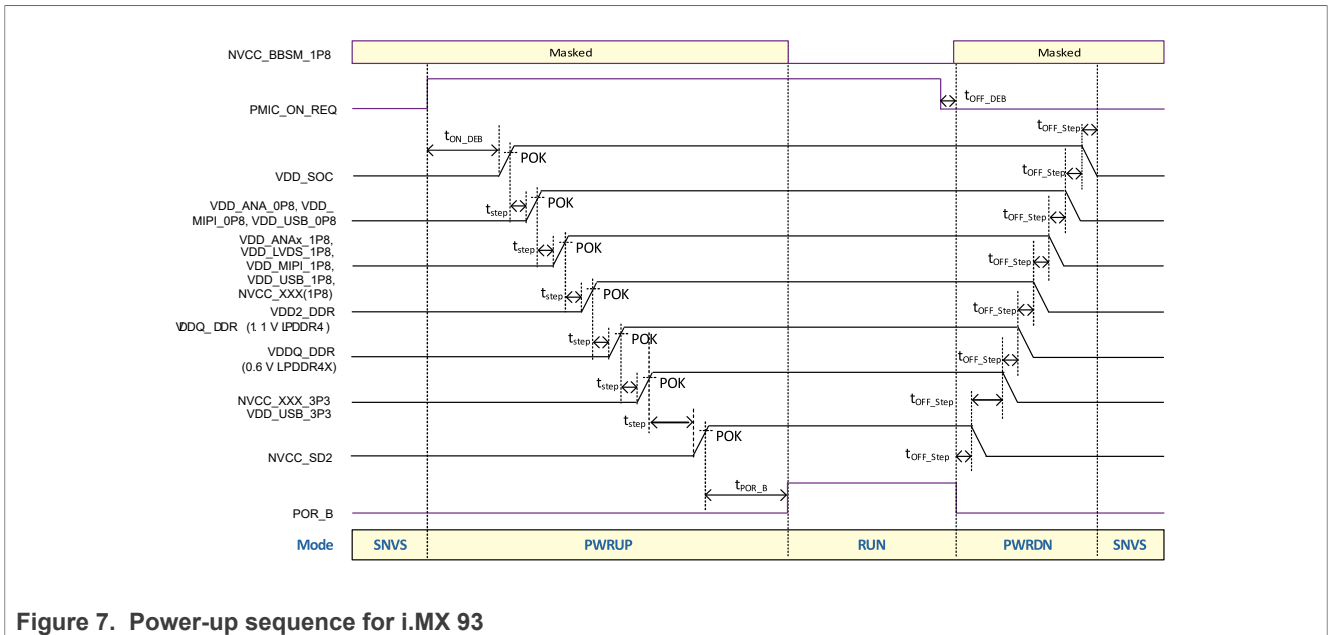 NVCC_BBSM_1P8
Masked
Masked
PMIC_ON_REQ
tOFF_DEB
tON_DEB
tOFF_Step
POK
VDD_SOC
tOFF_Step
VDD_ANA_0P8, VDD_
MIPI_0P8, VDD_USB_0P8
tstep
POK
tOFF_Step
VDD_ANAx_1P8,
VDD_LVDS_1P8,
VDD_MIPI_1P8,
VDD_USB_1P8,
NVCC_XXX(1P8)
tstep
POK
tOFF_Step
VDD2_DDR
VDDQ_DDR (1.1 V LPDDR4)
tstep
POK
tOFF_Step
VDDQ_DDR
(0.6 V LPDDR4X)
tstep
POK
tOFF_Step
NVCC_XXX_3P3
VDD_USB_3P3
tstep
POK
tOFF_Step
NVCC_SD2
tstep
POK
tOFF_Step
POR_B
tPOR_B
Mode
SNVS
PWRUP
RUN
PWRDN
SNVS
Figure 7. Power-up sequence for i.MX 93